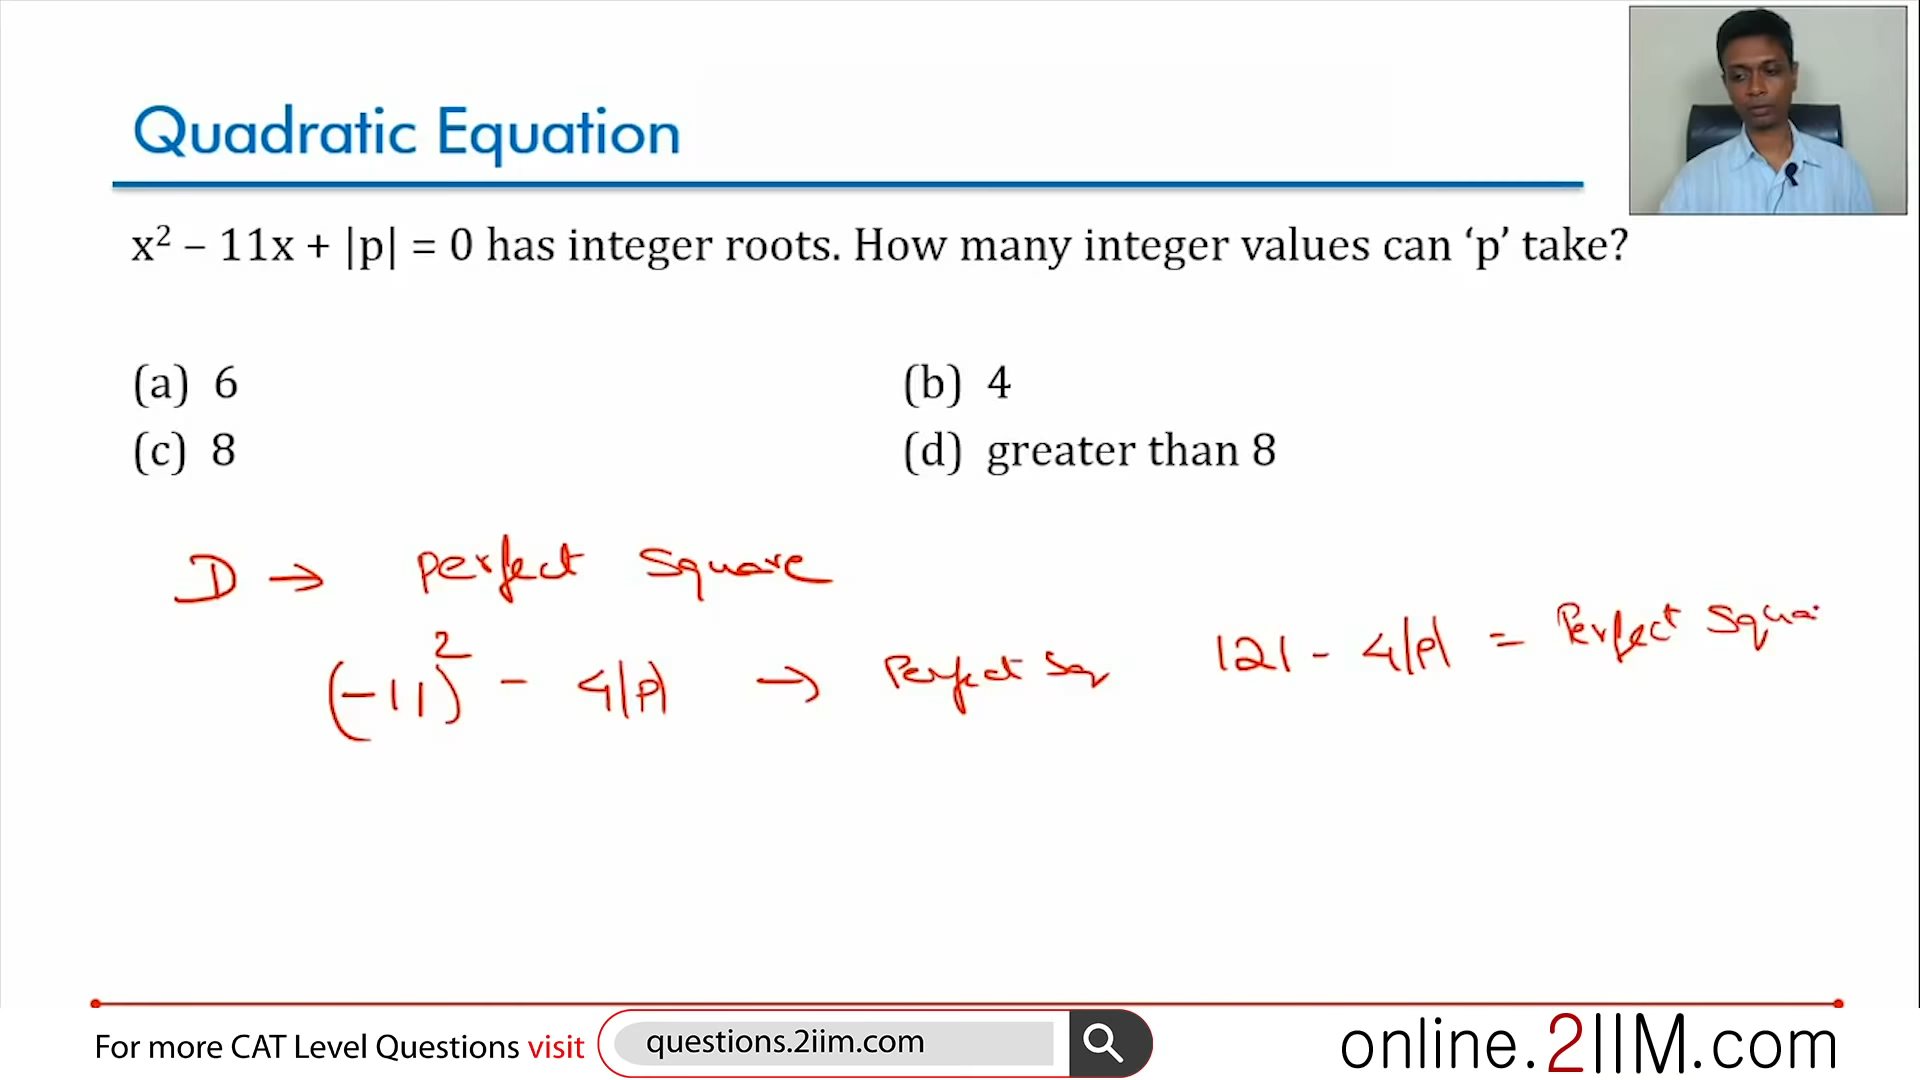 Quadratic Equation
x² – 11x + |p| = 0 has integer roots. How many integer values can ‘p’ take?
(a) 6
(b) 4
(c) 8
(d) greater than 8
D → Perfect Square
(-11)² - 4|p| → Perfect Sq
121 - 4|p| = Perfect Squa
For more CAT Level Questions visit
questions.2iim.com
online.2IIM.com